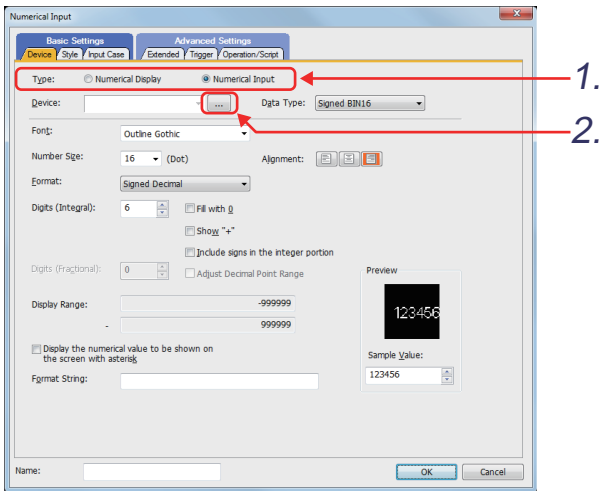 Numerical Input
Basic Settings Advanced Settings
Device Style Input Case Extended Trigger Operation/Script
Type: Numerical Display Numerical Input 1.
Device: ... Data Type: Signed BIN16
2.
Font: Outline Gothic
Number Size: 16 (Dot) Alignment:
Format: Signed Decimal
Digits (Integral): 6 Fill with 0
Show "+"
Include signs in the integer portion
Digits (Fractional): 0 Adjust Decimal Point Range Preview
Display Range: -999999
123456
- 999999
Display the numerical value to be shown on
the screen with asterisk Sample Value:
Format String: 123456
Name: OK Cancel